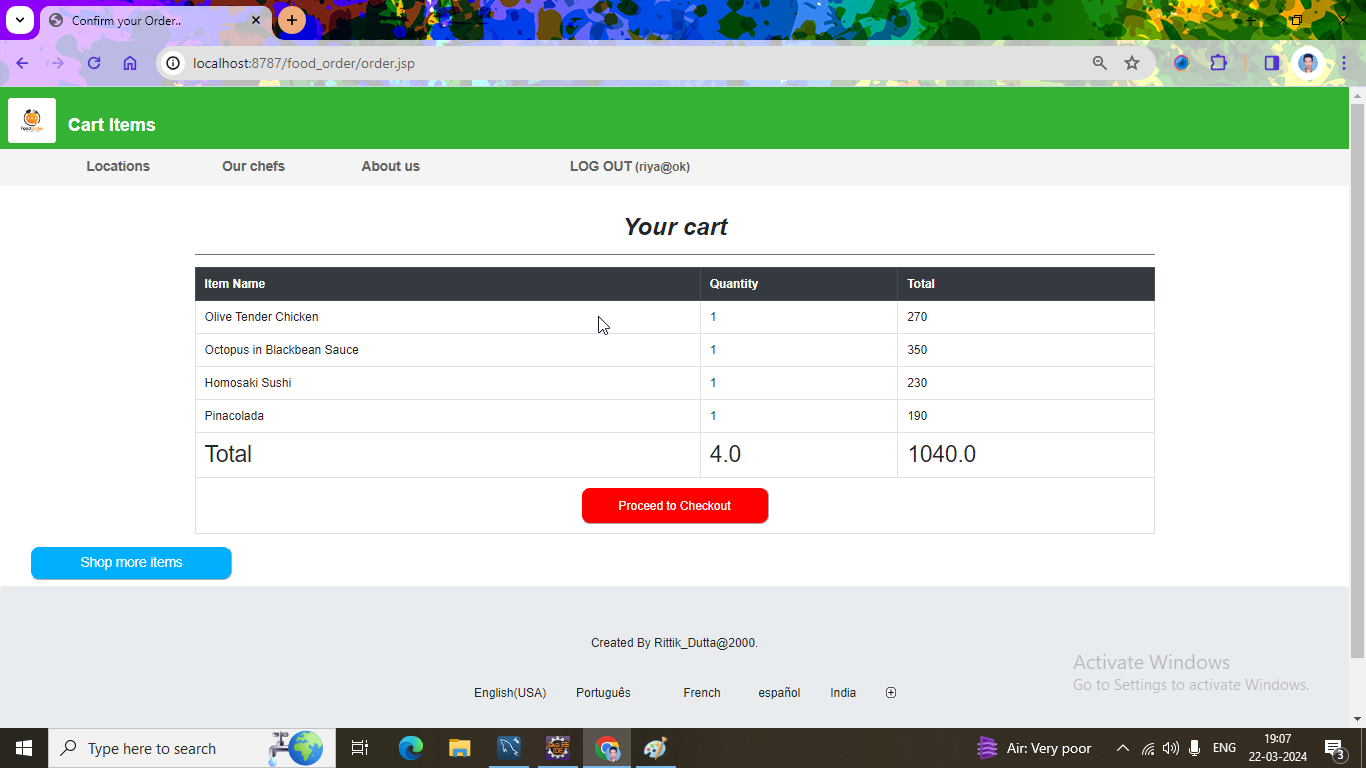 Confirm your Order..
localhost:8787/food_order/order.jsp
Cart Items
Locations Our chefs About us LOG OUT (riya@ok)
Your cart
Item Name Quantity Total
Olive Tender Chicken 1 270
Octopus in Blackbean Sauce 1 350
Homosaki Sushi 1 230
Pinacolada 1 190
Total 4.0 1040.0
Proceed to Checkout
Shop more items
Created By Rittik_Dutta@2000.
English(USA) Português French español India
Activate Windows
Go to Settings to activate Windows.
Type here to search
Air: Very poor
ENG
19:07
22-03-2024
3